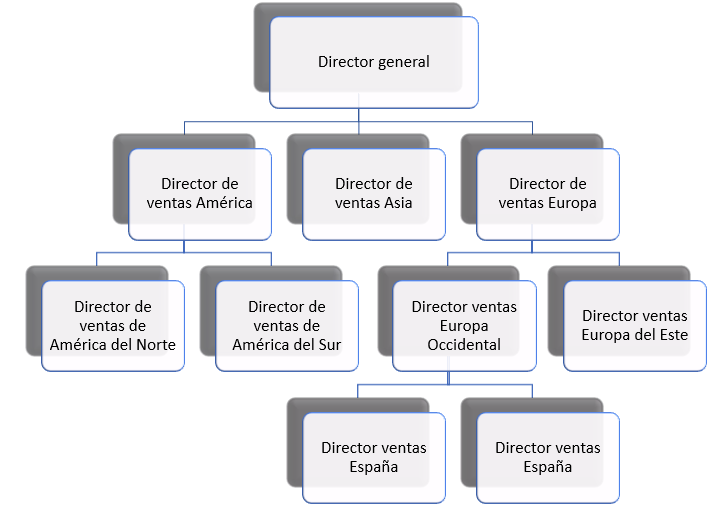 Director general
Director de
ventas América
Director de
ventas Asia
Director de
ventas Europa
Director de
ventas de
América del Norte
Director de
ventas de
América del Sur
Director ventas
Europa
Occidental
Director ventas
Europa del Este
Director ventas
España
Director ventas
España